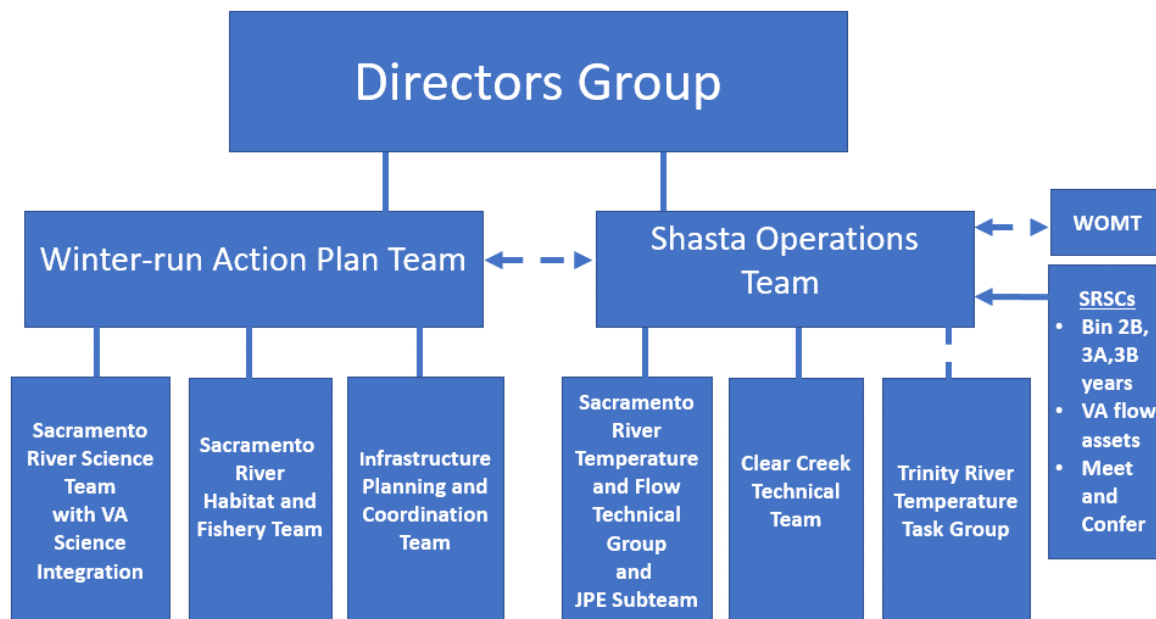 Directors Group
Winter-run Action Plan Team
Shasta Operations
Team
WOMT
SRSCs
• Bin 2B,
3A,3B
years
• VA flow
assets
• Meet
and
Confer
Sacramento
River Science
Team
with VA
Science
Integration
Sacramento
River
Habitat and
Fishery Team
Infrastructure
Planning and
Coordination
Team
Sacramento
River
Temperature
and Flow
Technical
Group
and
JPE Subteam
Clear Creek
Technical
Team
Trinity River
Temperature
Task Group